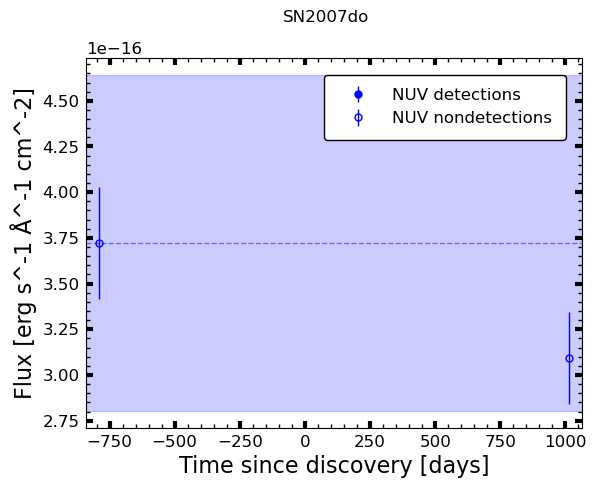 SN2007do
1e−16
NUV detections
NUV nondetections
4.50
4.25
4.00
3.75
3.50
3.25
3.00
2.75
Flux [erg s^-1 Å^-1 cm^-2]
−750 −500 −250 0 250 500 750 1000
Time since discovery [days]